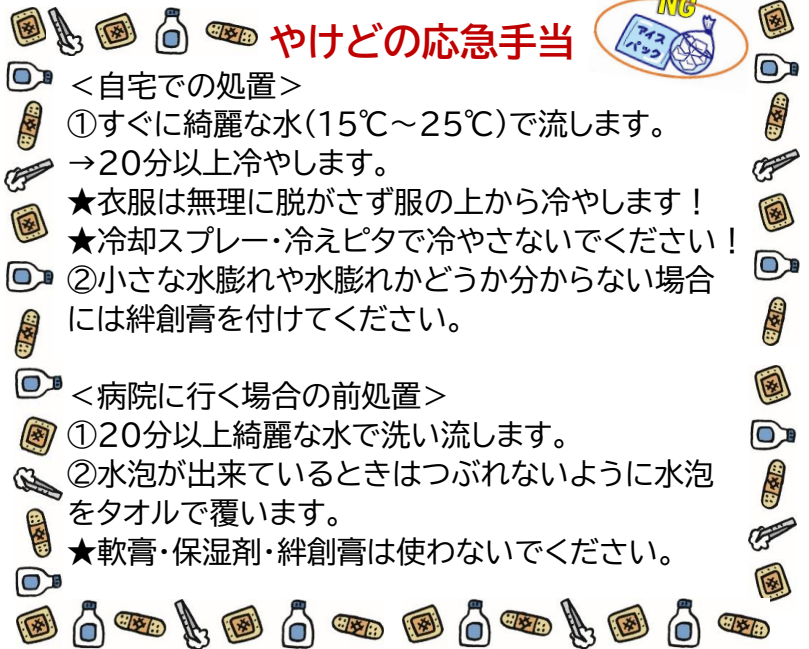 NG
やけどの応急手当
アイス
パック
<自宅での処置>
①すぐに綺麗な水(15℃~25℃)で流します。
→20分以上冷やします。
★衣服は無理に脱がさず服の上から冷やします!
★冷却スプレー・冷えピタで冷やさないでください!
②小さな水膨れや水膨れかどうか分からない場合
には絆創膏を付けてください。
<病院に行く場合の前処置>
①20分以上綺麗な水で洗い流します。
②水泡が出来ているときはつぶれないように水泡
をタオルで覆います。
★軟膏・保湿剤・絆創膏は使わないでください。